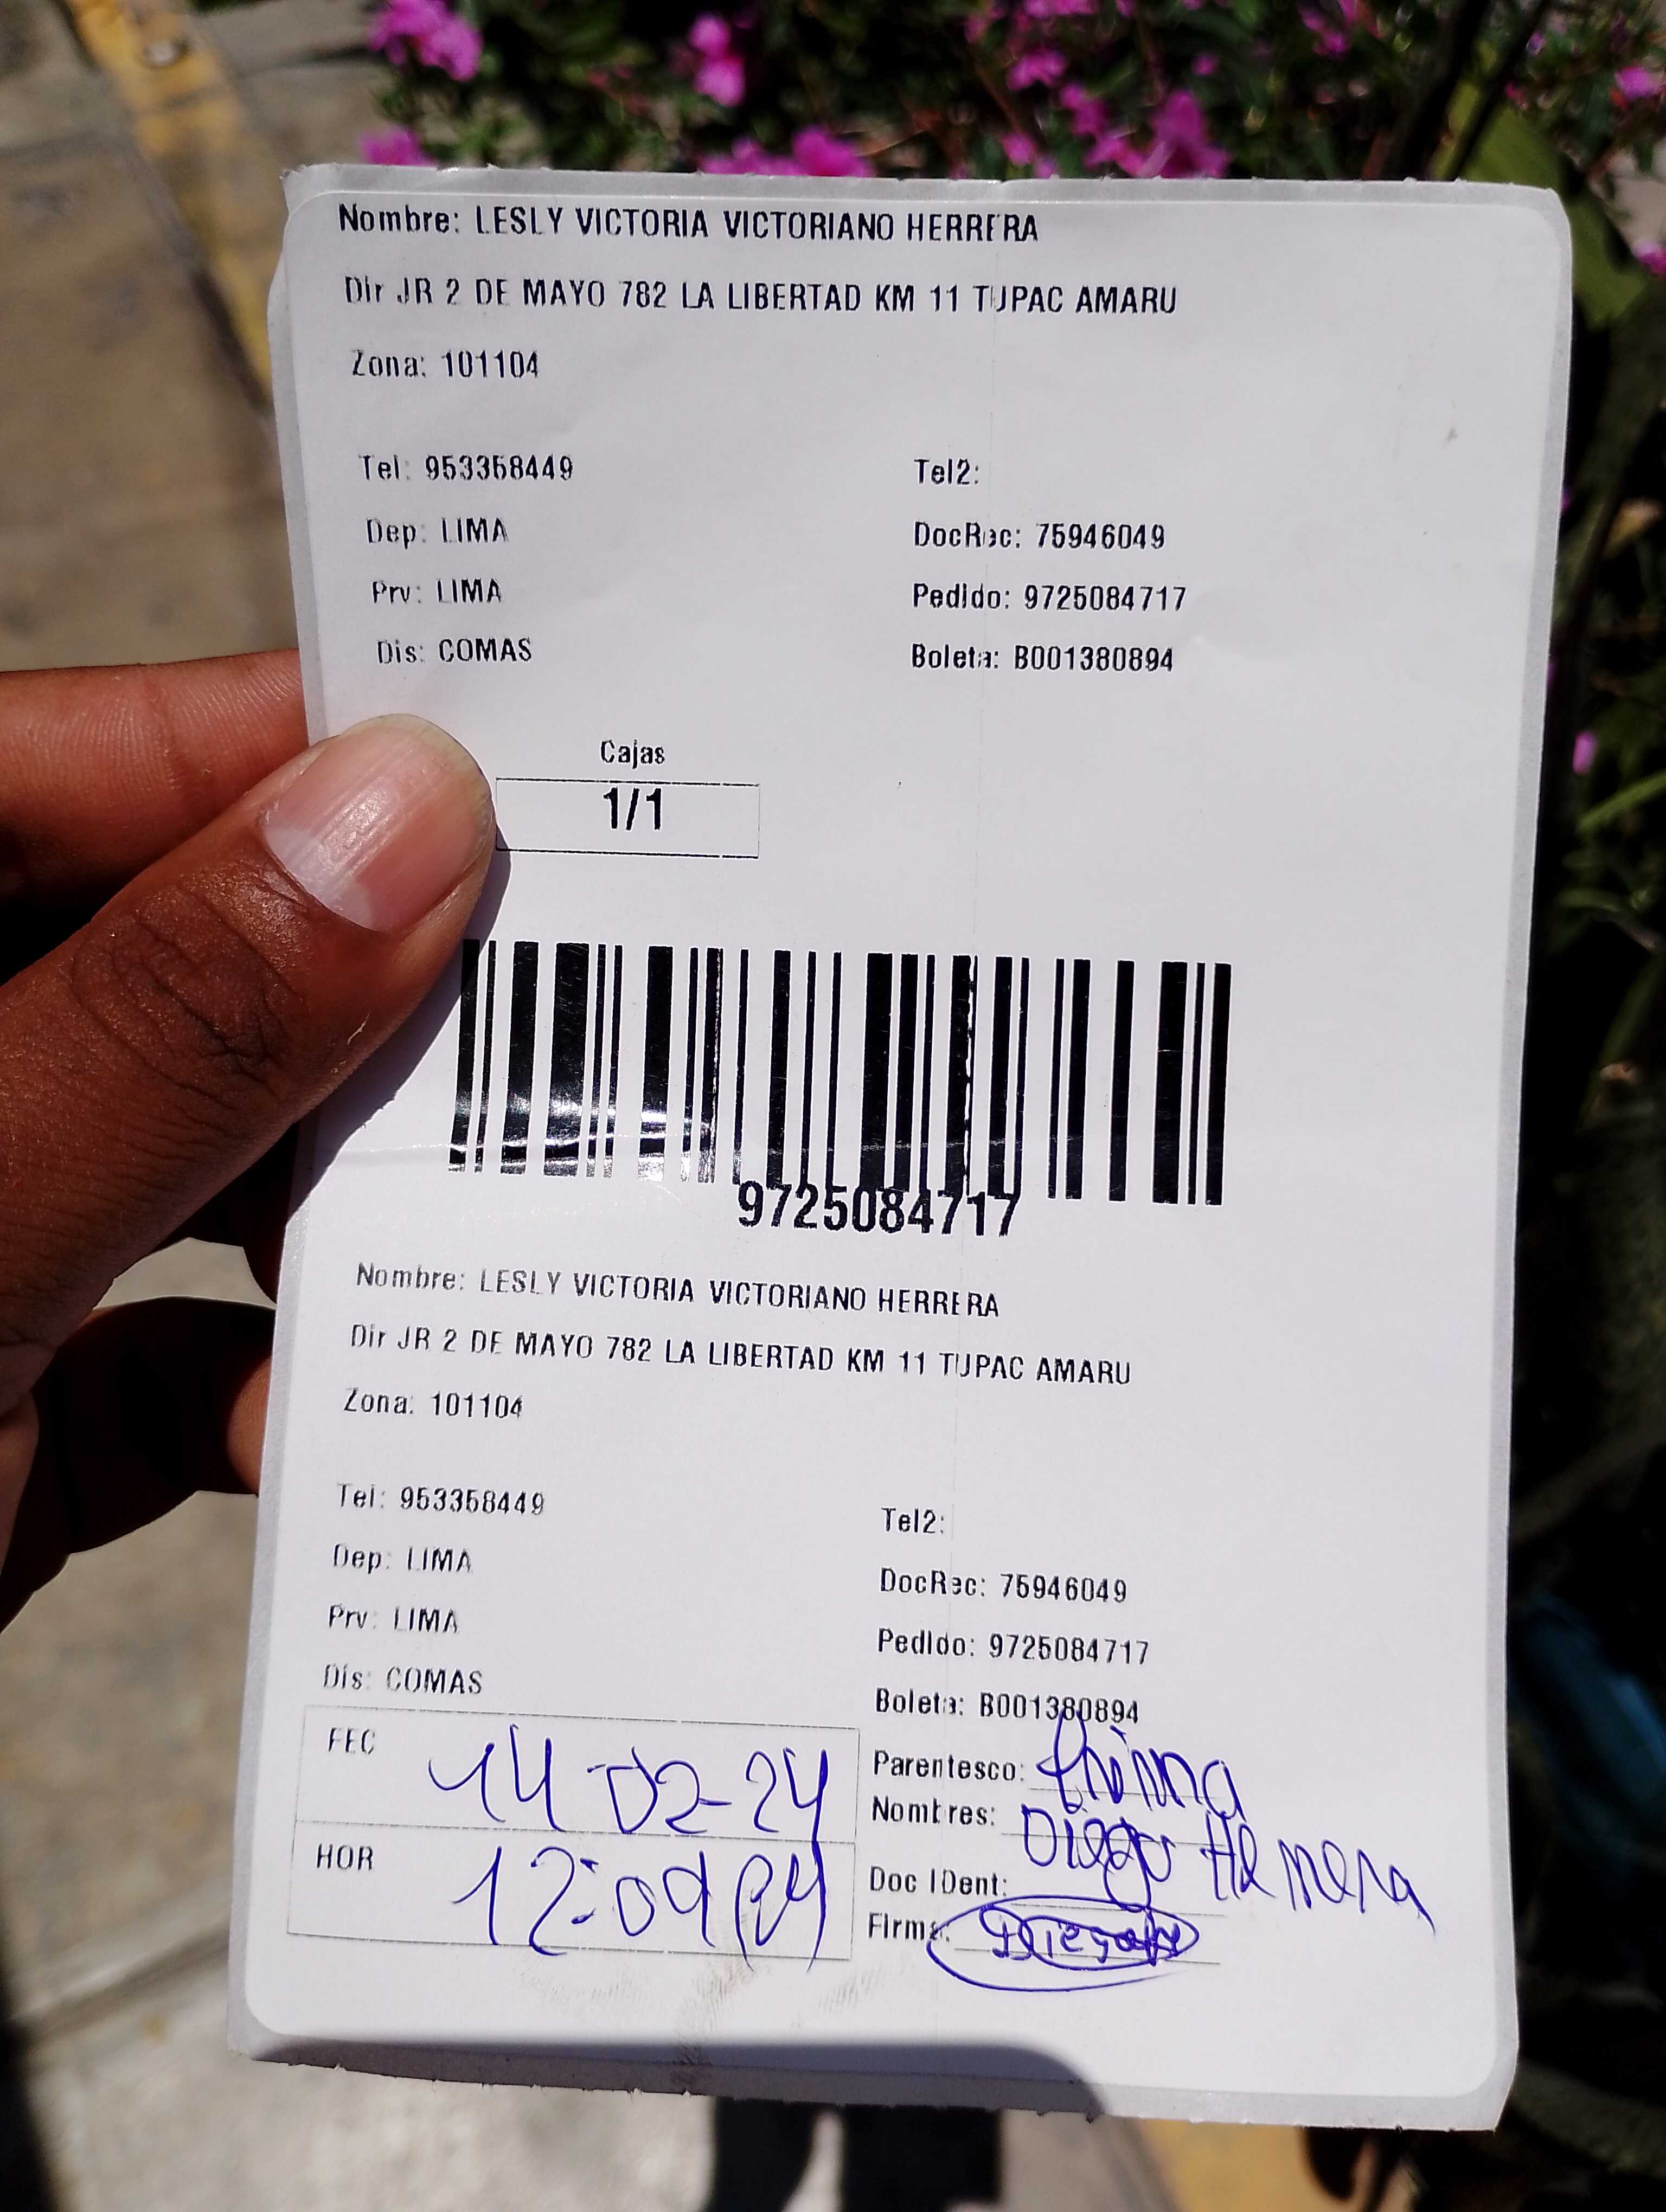 Nombre: LESLY VICTORIA VICTORIANO HERRERA
Dir JR 2 DE MAYO 782 LA LIBERTAD KM 11 TUPAC AMARU
Zona: 101104
Tel: 953358449 Tel2:
Dep: LIMA DocRec: 75946049
Prv: LIMA Pedido: 9725084717
Dis: COMAS Boleta: B001380894
Cajas
1/1
9725084717
Nombre: LESLY VICTORIA VICTORIANO HERRERA
Dir JR 2 DE MAYO 782 LA LIBERTAD KM 11 TUPAC AMARU
Zona: 101104
Tel: 953358449 Tel2:
Dep: LIMA DocRec: 75946049
Prv: LIMA Pedido: 9725084717
Dis: COMAS Boleta: B001380894
FEC 14-02-24 Parentesco:
Nombres: Diego Herrera
HOR 12:09 Doc IDent:
Firma: